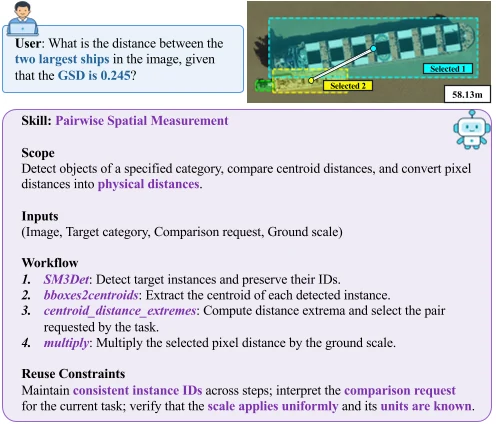 User: What is the distance between the
two largest ships in the image, given
that the GSD is 0.245?
Selected 1
Selected 2
58.13m
Skill: Pairwise Spatial Measurement
Scope
Detect objects of a specified category, compare centroid distances, and convert pixel
distances into physical distances.
Inputs
(Image, Target category, Comparison request, Ground scale)
Workflow
1. SM3Det: Detect target instances and preserve their IDs.
2. bboxes2centroids: Extract the centroid of each detected instance.
3. centroid_distance_extremes: Compute distance extrema and select the pair
requested by the task.
4. multiply: Multiply the selected pixel distance by the ground scale.
Reuse Constraints
Maintain consistent instance IDs across steps; interpret the comparison request
for the current task; verify that the scale applies uniformly and its units are known.